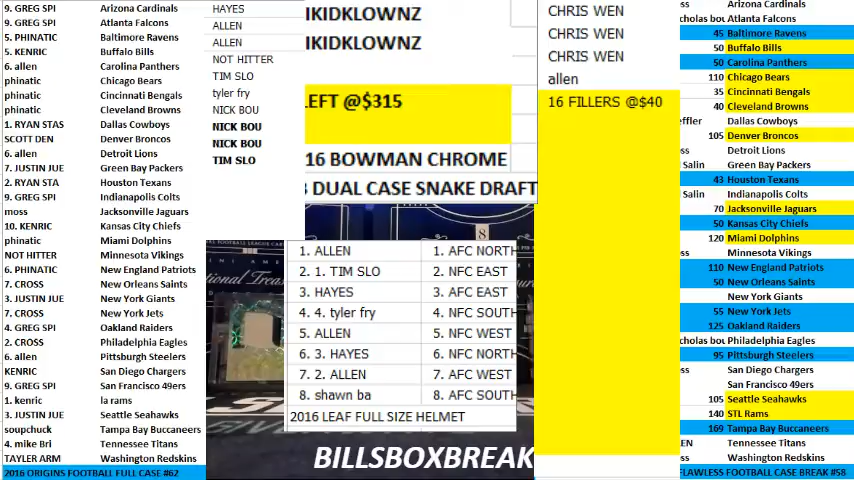 9. GREG SPI Arizona Cardinals
9. GREG SPI Atlanta Falcons
5. PHINATIC Baltimore Ravens
5. KENRIC Buffalo Bills
6. allen Carolina Panthers
phinatic Chicago Bears
phinatic Cincinnati Bengals
phinatic Cleveland Browns
1. RYAN STAS Dallas Cowboys
SCOTT DEN Denver Broncos
6. allen Detroit Lions
7. JUSTIN JUE Green Bay Packers
2. RYAN STA Houston Texans
9. GREG SPI Indianapolis Colts
moss Jacksonville Jaguars
10. KENRIC Kansas City Chiefs
phinatic Miami Dolphins
NOT HITTER Minnesota Vikings
6. PHINATIC New England Patriots
7. CROSS New Orleans Saints
3. JUSTIN JUE New York Giants
7. CROSS New York Jets
4. GREG SPI Oakland Raiders
2. CROSS Philadelphia Eagles
6. allen Pittsburgh Steelers
KENRIC San Diego Chargers
9. GREG SPI San Francisco 49ers
1. kenric la rams
3. JUSTIN JUE Seattle Seahawks
soupchuck Tampa Bay Buccaneers
4. mike Bri Tennessee Titans
TAYLER ARM Washington Redskins
2016 ORIGINS FOOTBALL FULL CASE #62
HAYES
ALLEN
ALLEN
NOT HITTER
TIM SLO
tyler fry
NICK BOU
NICK BOU
NICK BOU
TIM SLO
IKIDKLOWNZ
IKIDKLOWNZ
LEFT @$315
16 BOWMAN CHROME
DUAL CASE SNAKE DRAFT
8
1. ALLEN 1. AFC NORTH
2. 1. TIM SLO 2. NFC EAST
3. HAYES 3. AFC EAST
4. 4. tyler fry 4. NFC SOUTH
5. ALLEN 5. NFC WEST
6. 3. HAYES 6. NFC NORTH
7. 2. ALLEN 7. AFC WEST
8. shawn ba 8. AFC SOUTH
2016 LEAF FULL SIZE HELMET
BILLSBOXBREAK
CHRIS WEN
CHRIS WEN
CHRIS WEN
allen
16 FILLERS @$40
Arizona Cardinals
cholas bou Atlanta Falcons
45 Baltimore Ravens
50 Buffalo Bills
50 Carolina Panthers
110 Chicago Bears
35 Cincinnati Bengals
40 Cleveland Browns
effler Dallas Cowboys
105 Denver Broncos
ss Detroit Lions
Salin Green Bay Packers
43 Houston Texans
Salin Indianapolis Colts
70 Jacksonville Jaguars
50 Kansas City Chiefs
120 Miami Dolphins
ss Minnesota Vikings
110 New England Patriots
50 New Orleans Saints
New York Giants
55 New York Jets
125 Oakland Raiders
cholas bou Philadelphia Eagles
95 Pittsburgh Steelers
ss San Diego Chargers
San Francisco 49ers
105 Seattle Seahawks
140 STL Rams
169 Tampa Bay Buccaneers
EN Tennessee Titans
ss Washington Redskins
FLAWLESS FOOTBALL CASE BREAK #58